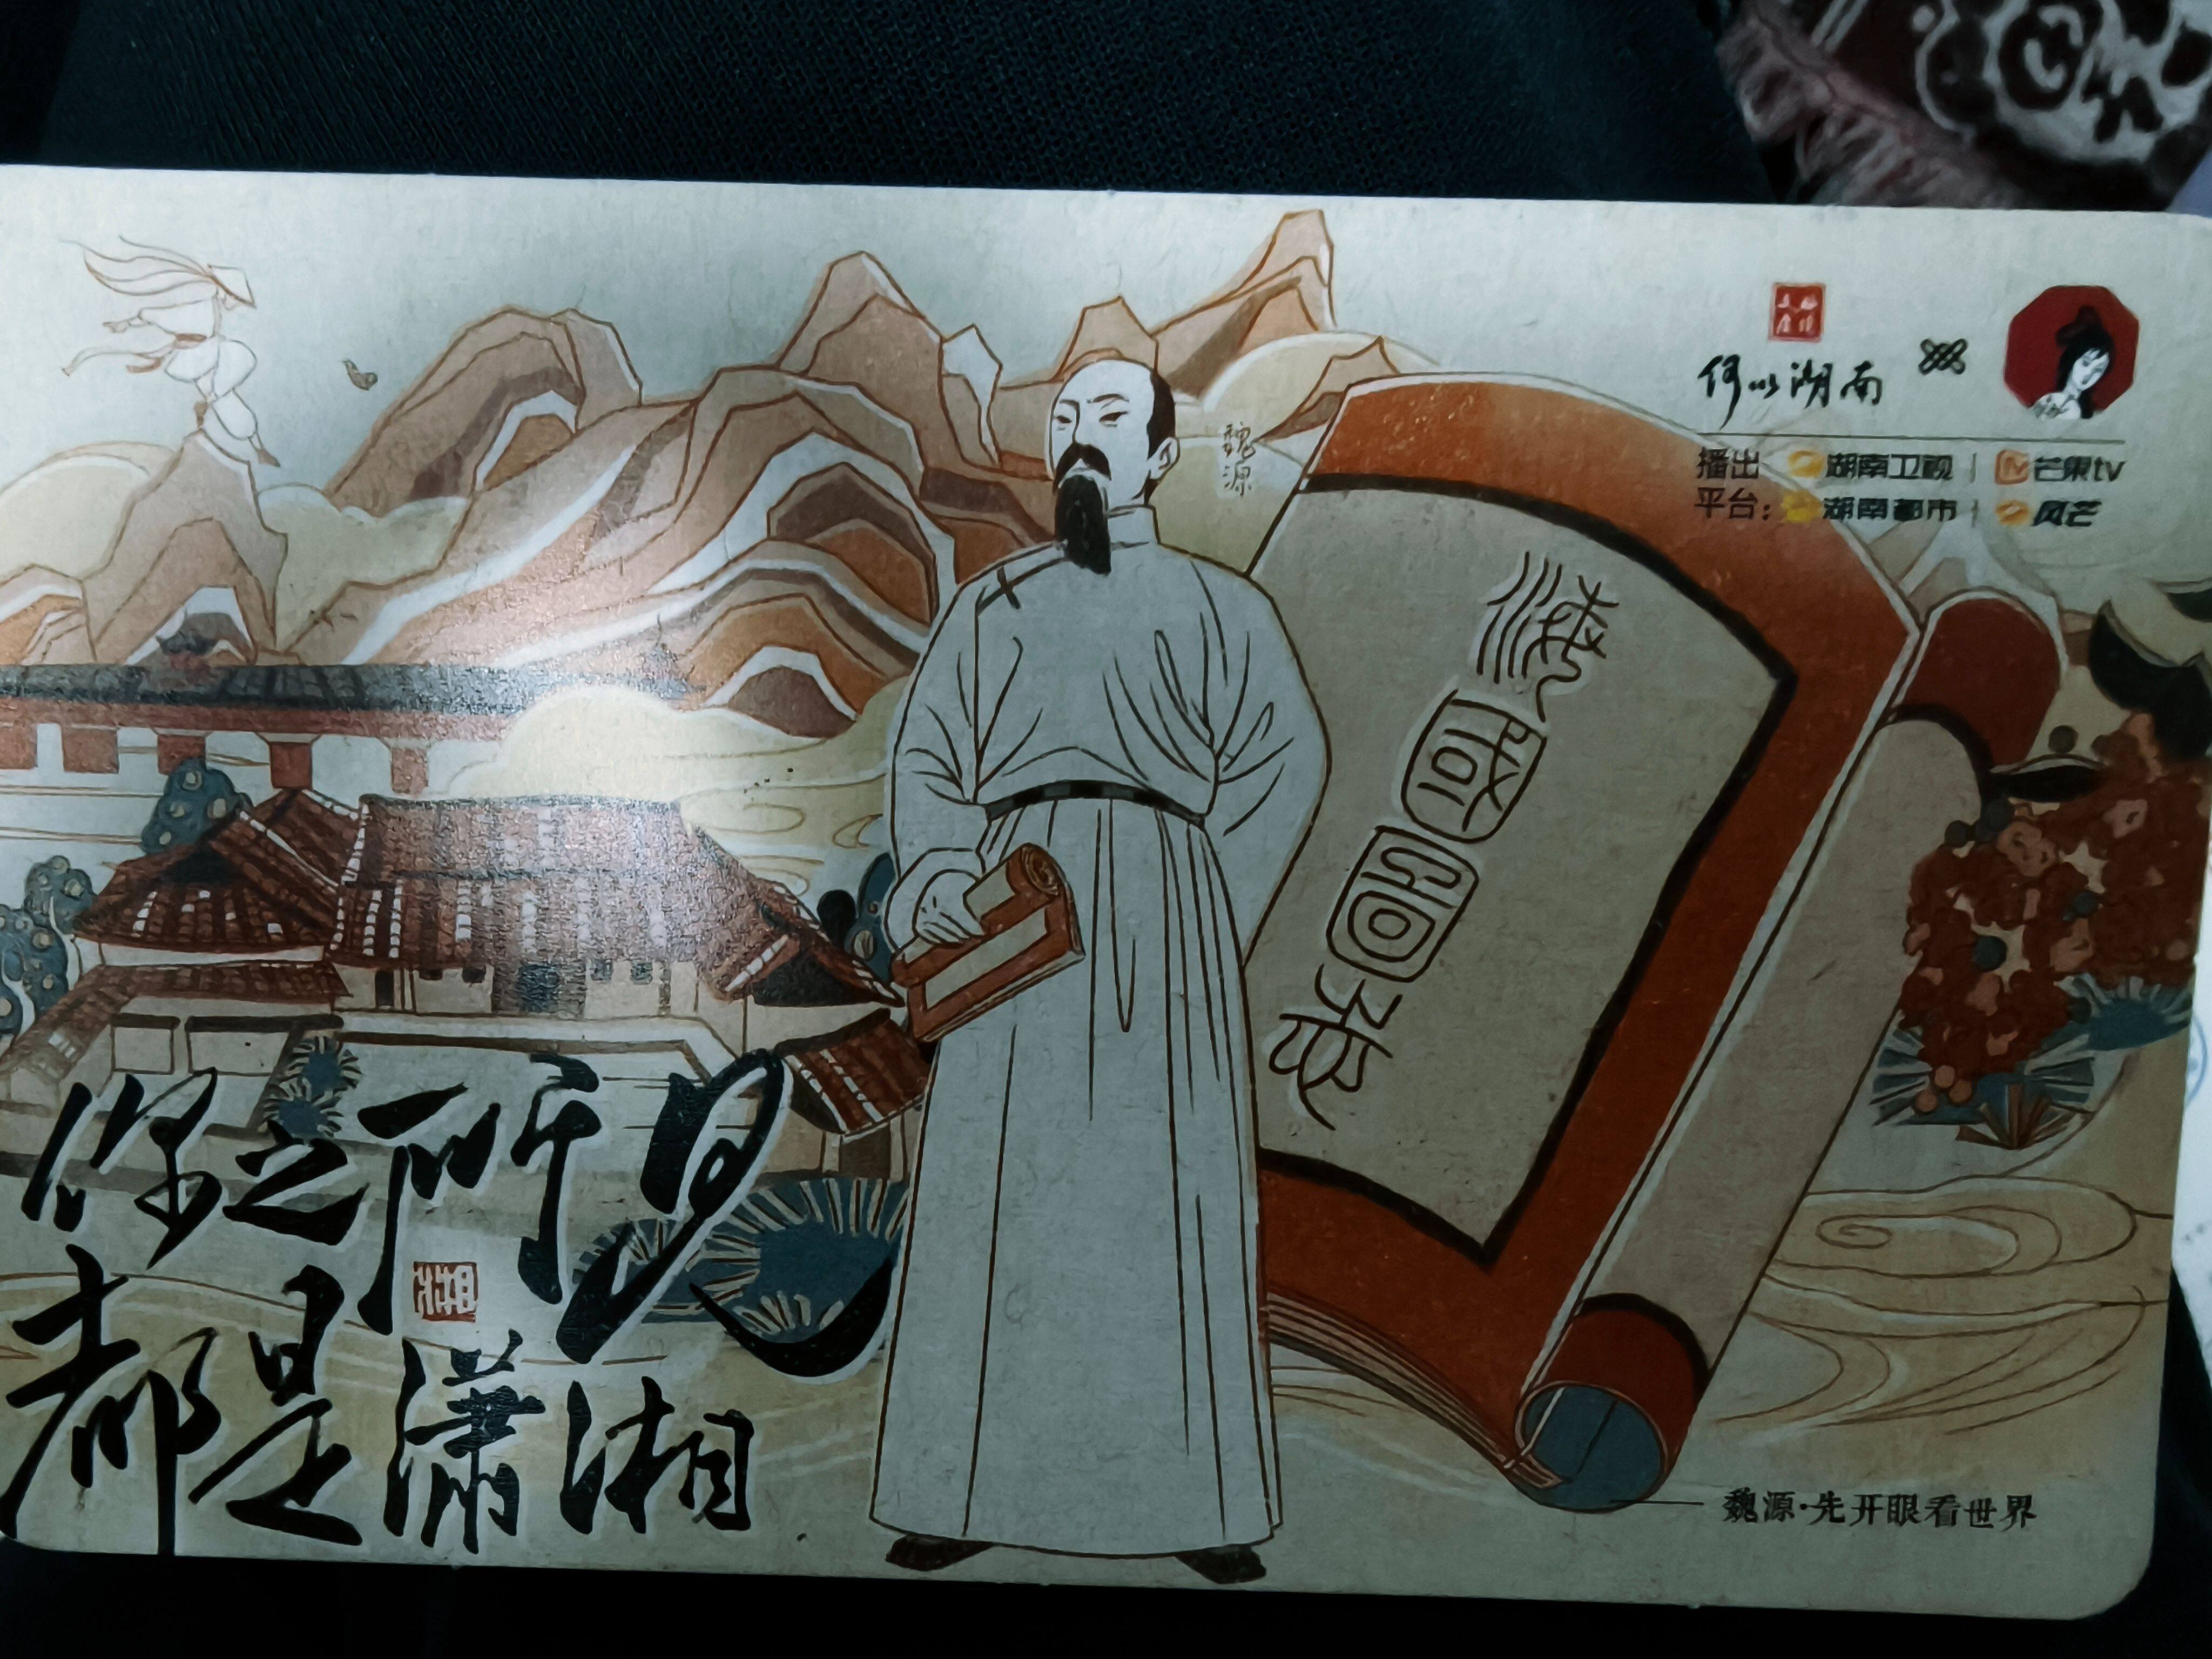 何以湖南
播出 湖南卫视 | 芒果tv
平台： 湖南都市 | 风芒
魏源
海国图志
你之所见
湘
都是潇湘
魏源·先开眼看世界